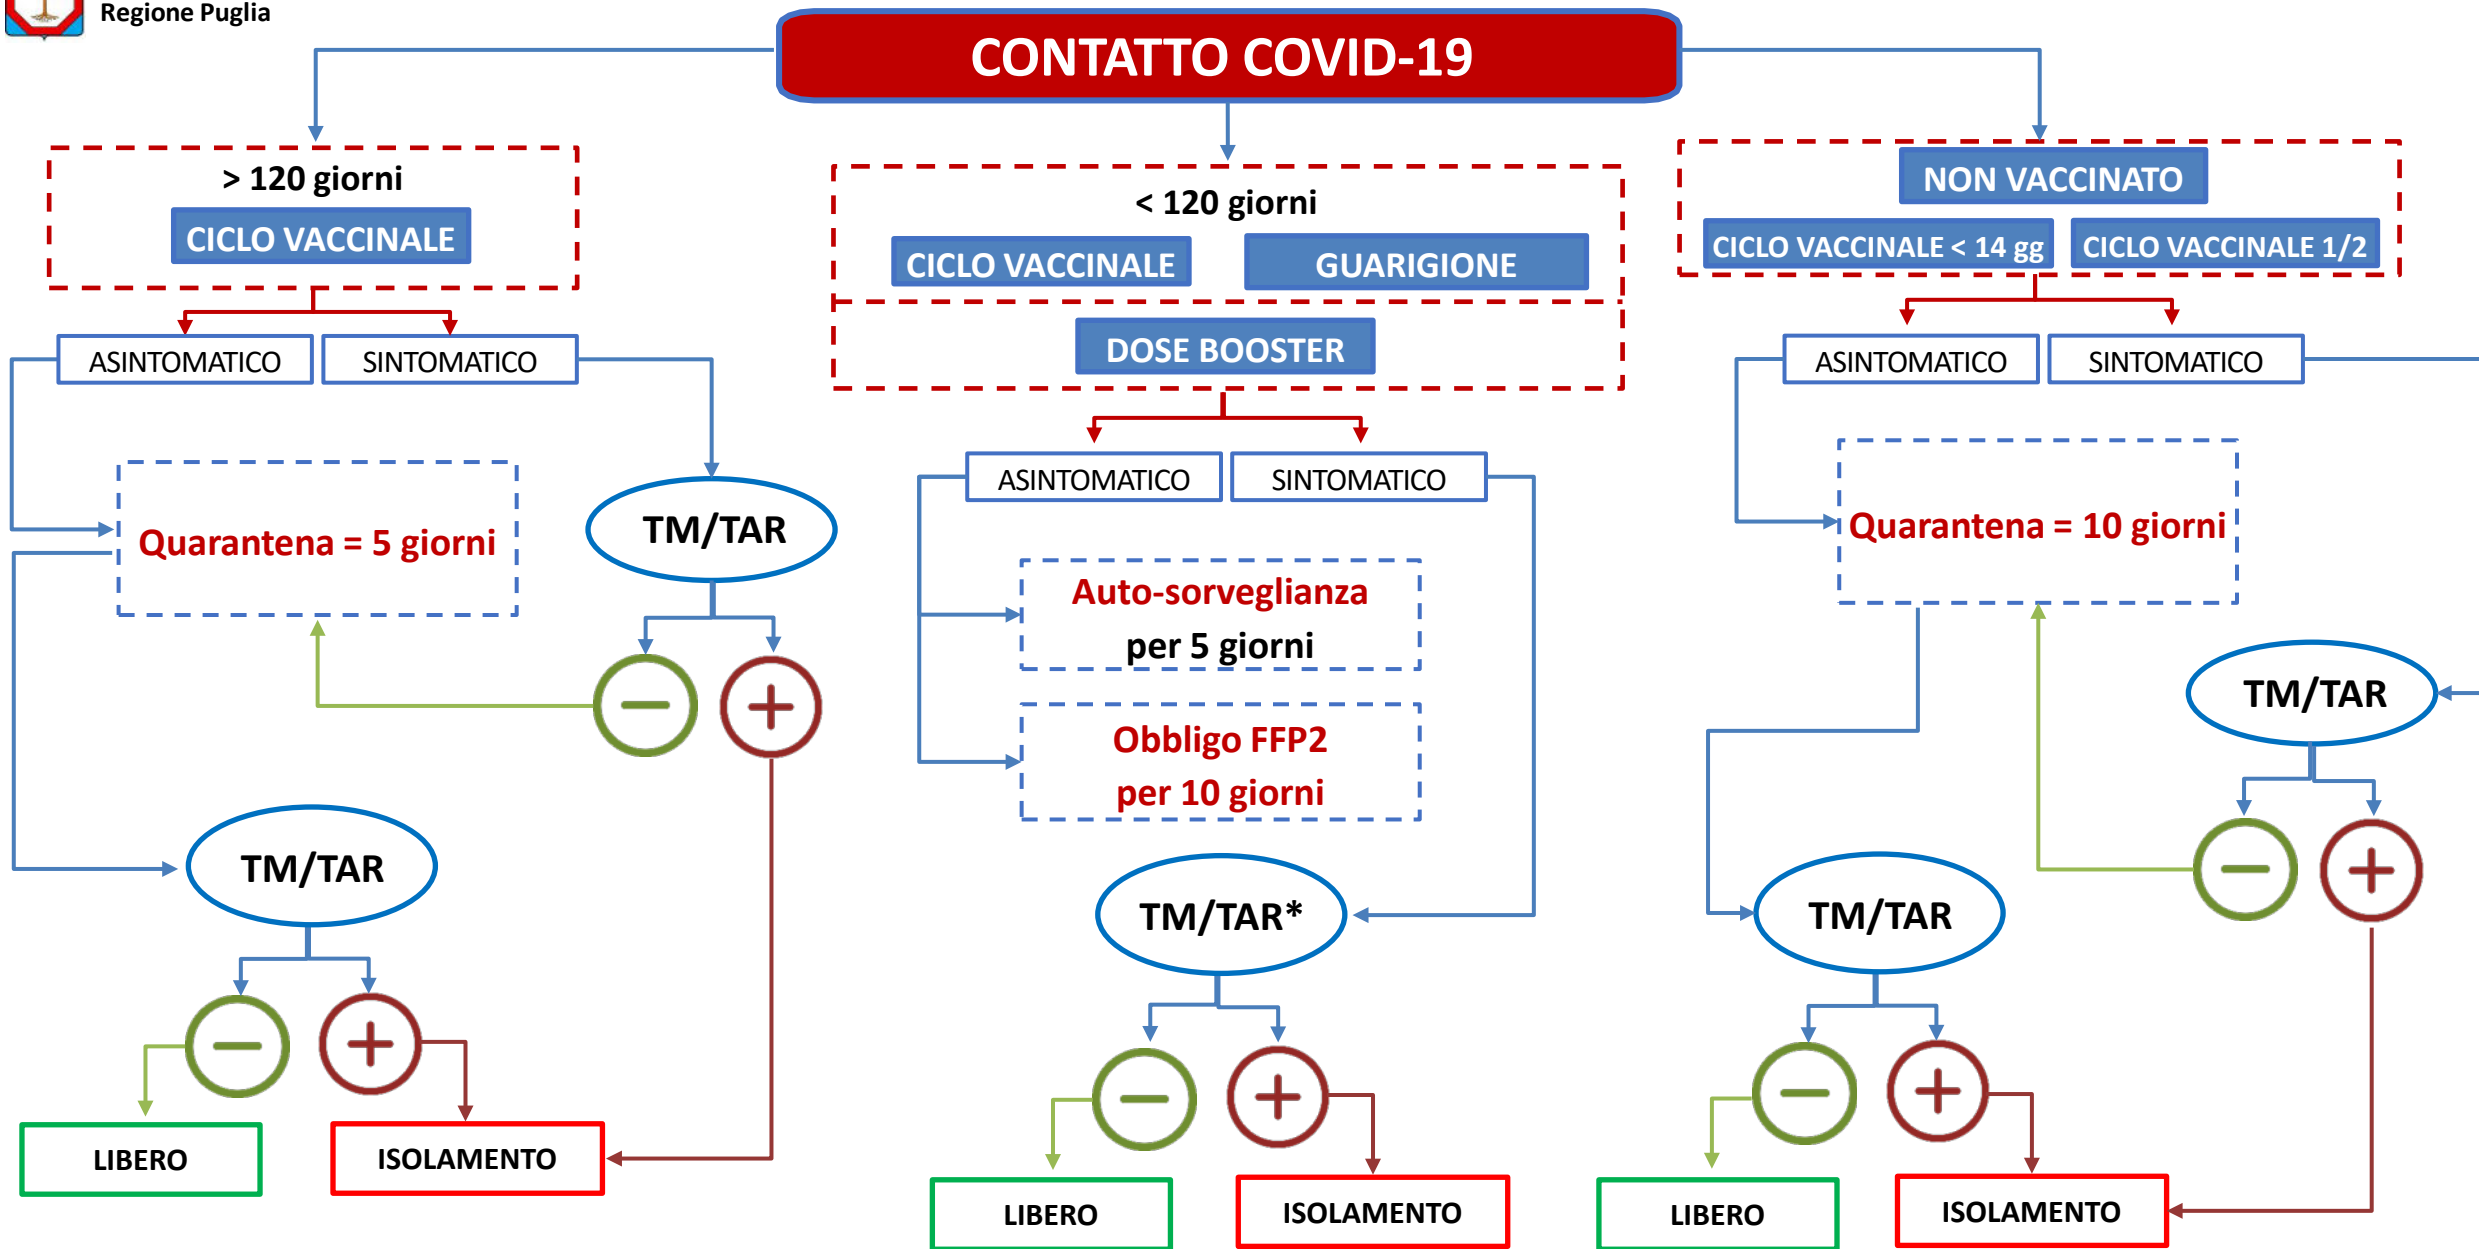 Regione Puglia
CONTATTO COVID-19
> 120 giorni
CICLO VACCINALE
ASINTOMATICO
SINTOMATICO
Quarantena = 5 giorni
TM/TAR
TM/TAR
LIBERO
ISOLAMENTO
< 120 giorni
CICLO VACCINALE
GUARIGIONE
DOSE BOOSTER
ASINTOMATICO
SINTOMATICO
Auto-sorveglianza
per 5 giorni
Obbligo FFP2
per 10 giorni
TM/TAR*
LIBERO
ISOLAMENTO
NON VACCINATO
CICLO VACCINALE < 14 gg
CICLO VACCINALE 1/2
ASINTOMATICO
SINTOMATICO
Quarantena = 10 giorni
TM/TAR
TM/TAR
LIBERO
ISOLAMENTO